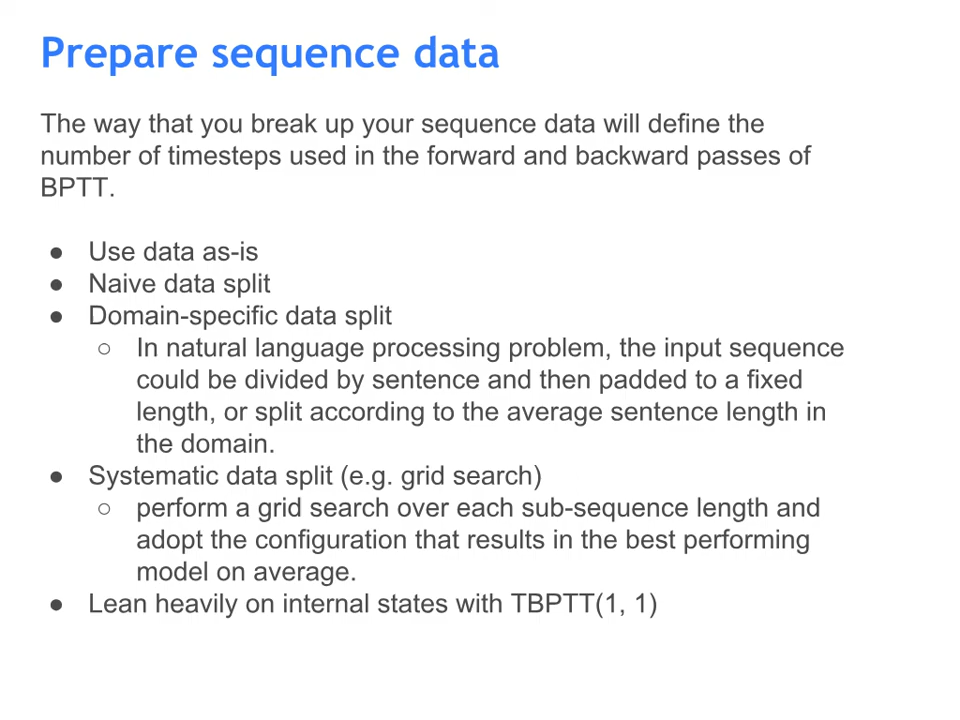 Prepare sequence data
The way that you break up your sequence data will define the
number of timesteps used in the forward and backward passes of
BPTT.
● Use data as-is
● Naive data split
● Domain-specific data split
○ In natural language processing problem, the input sequence
could be divided by sentence and then padded to a fixed
length, or split according to the average sentence length in
the domain.
● Systematic data split (e.g. grid search)
○ perform a grid search over each sub-sequence length and
adopt the configuration that results in the best performing
model on average.
● Lean heavily on internal states with TBPTT(1, 1)